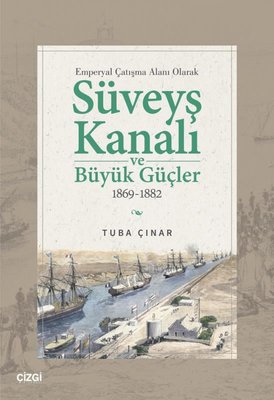 Emperyal Çatışma Alanı Olarak
Süveyş
Kanalı
ve
Büyük Güçler
1869-1882
TUBA ÇINAR
çizgi